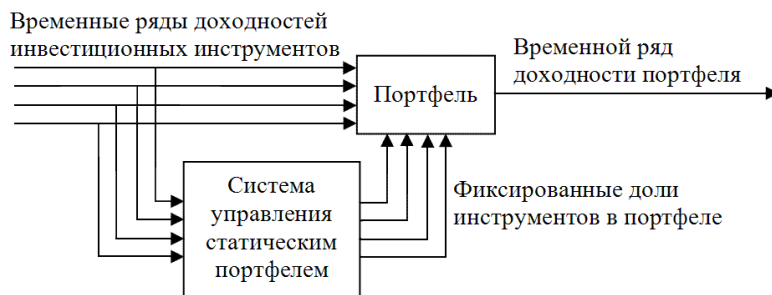 Временные ряды доходностей
инвестиционных инструментов
Портфель
Временной ряд
доходности портфеля
Система
управления
статическим
портфелем
Фиксированные доли
инструментов в портфеле